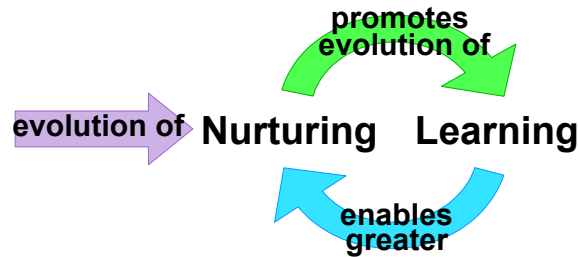 promotes
evolution of
evolution of Nurturing Learning
enables
greater